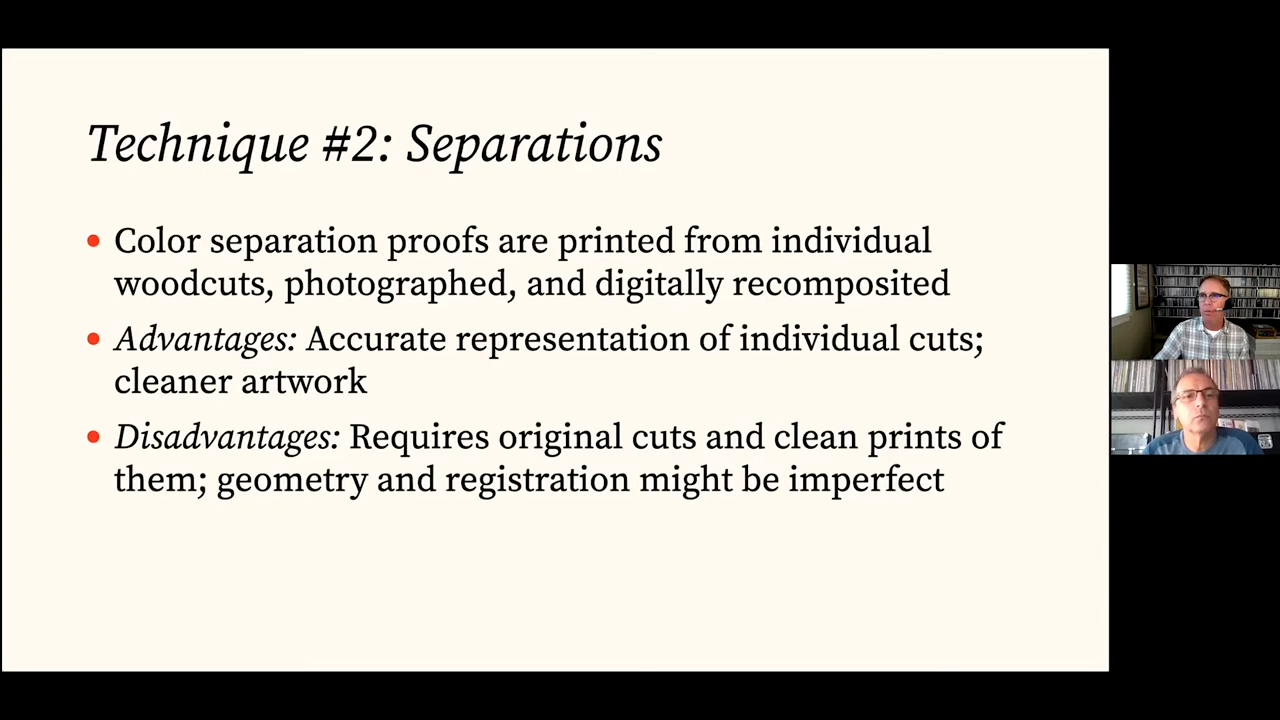 Technique #2: Separations
• Color separation proofs are printed from individual
woodcuts, photographed, and digitally recomposited
• Advantages: Accurate representation of individual cuts;
cleaner artwork
• Disadvantages: Requires original cuts and clean prints of
them; geometry and registration might be imperfect